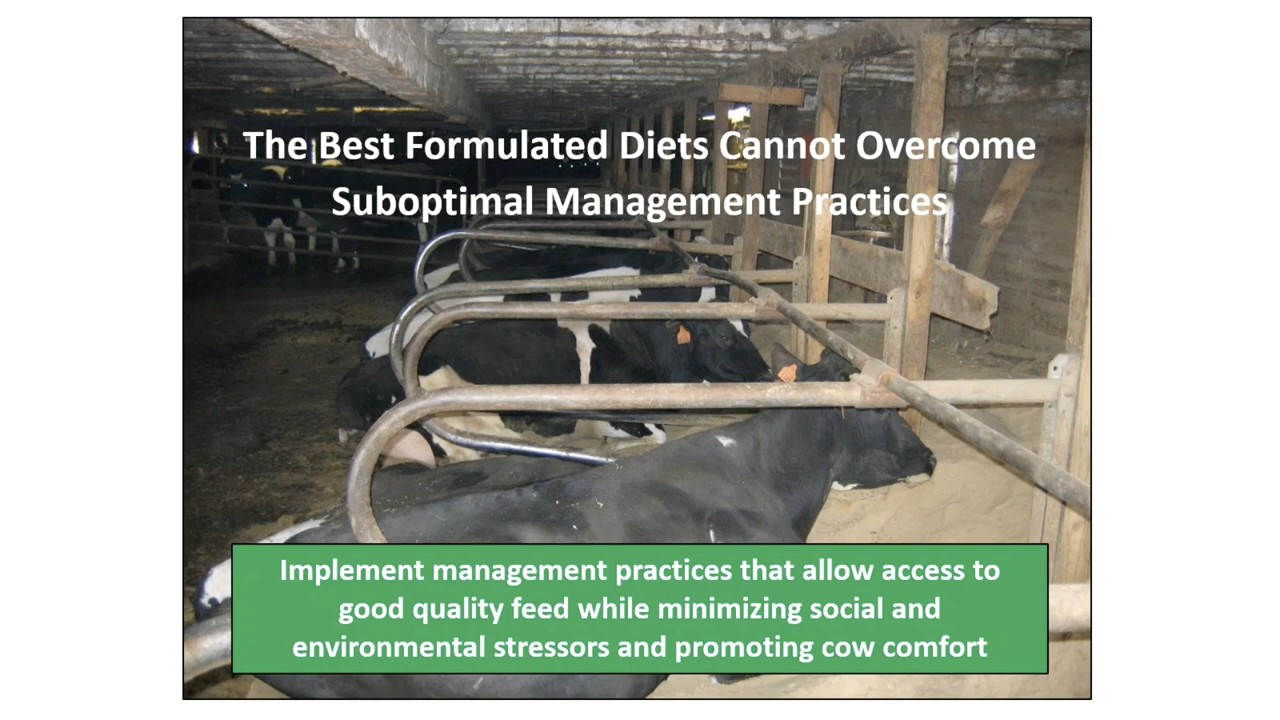 The Best Formulated Diets Cannot Overcome
Suboptimal Management Practices
Implement management practices that allow access to
good quality feed while minimizing social and
environmental stressors and promoting cow comfort